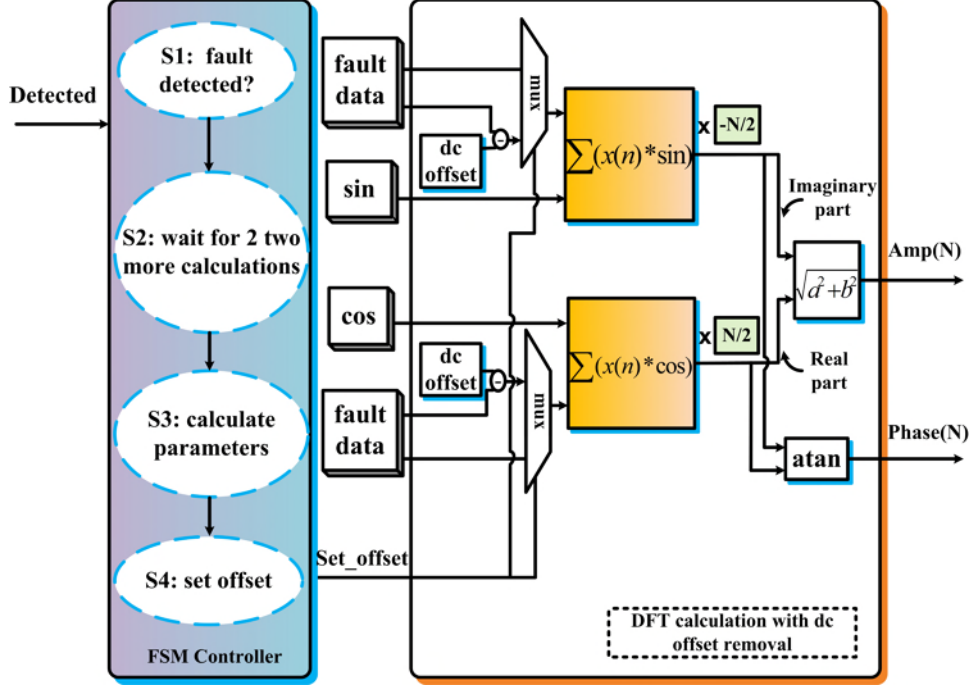 Detected
S1: fault
detected?
S2: wait for 2 two
more calculations
S3: calculate
parameters
S4: set offset
FSM Controller
fault
data
dc
offset
-
mux
sin
∑(x(n)*sin)
x -N/2
Imaginary
part
√a²+b²
Amp(N)
cos
∑(x(n)*cos)
x N/2
Real
part
dc
offset
-
mux
fault
data
atan
Phase(N)
Set_offset
DFT calculation with dc
offset removal